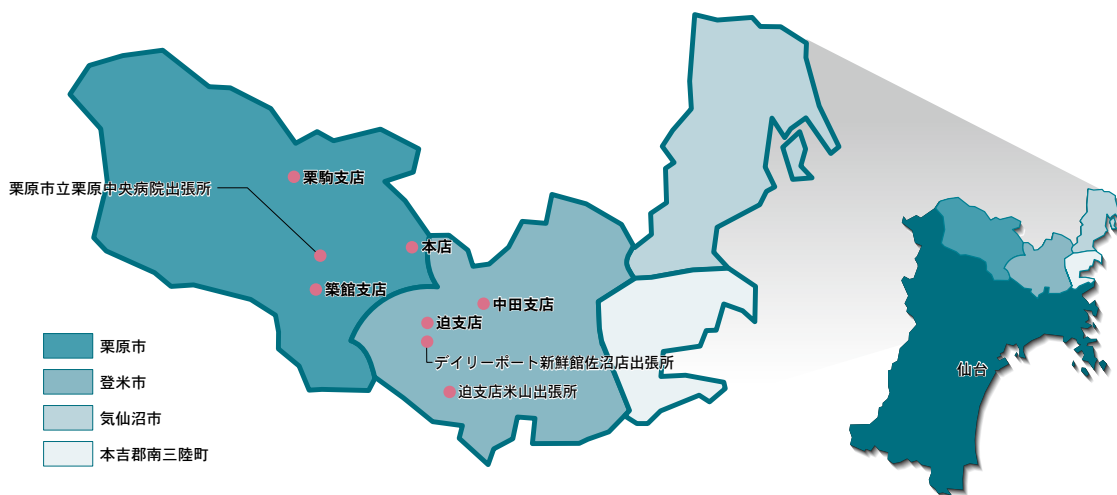 栗駒支店
栗原市立栗原中央病院出張所
本店
築館支店
中田支店
迫支店
デイリーポート新鮮館佐沼店出張所
迫支店米山出張所
栗原市
登米市
気仙沼市
本吉郡南三陸町
仙台